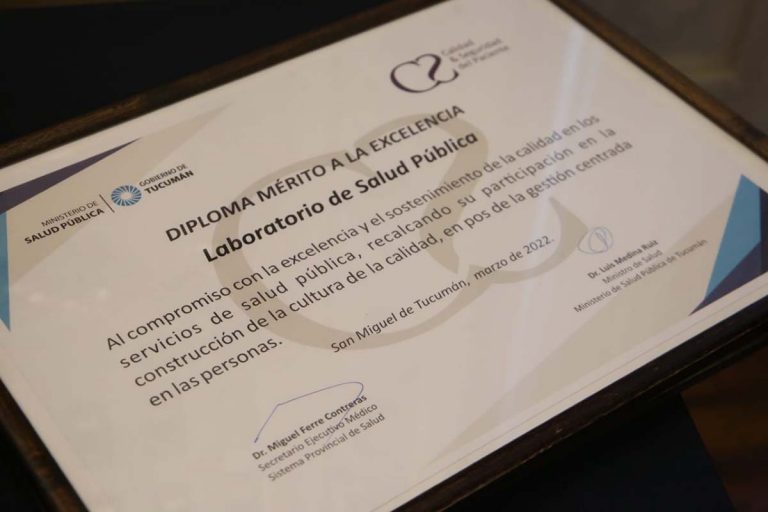 Calidad
& Seguridad
del Paciente
MINISTERIO DE
SALUD PÚBLICA
GOBIERNO DE
TUCUMÁN
DIPLOMA MÉRITO A LA EXCELENCIA
Laboratorio de Salud Pública
Al compromiso con la excelencia y el sostenimiento de la calidad en los
servicios de salud pública, recalcando su participación en la
construcción de la cultura de la calidad, en pos de la gestión centrada
en las personas.
San Miguel de Tucumán, marzo de 2022.
Dr. Luis Medina Ruiz
Ministro de Salud
Ministerio de Salud Pública de Tucumán
Dr. Miguel Ferre Contreras
Secretario Ejecutivo Médico
Sistema Provincial de Salud